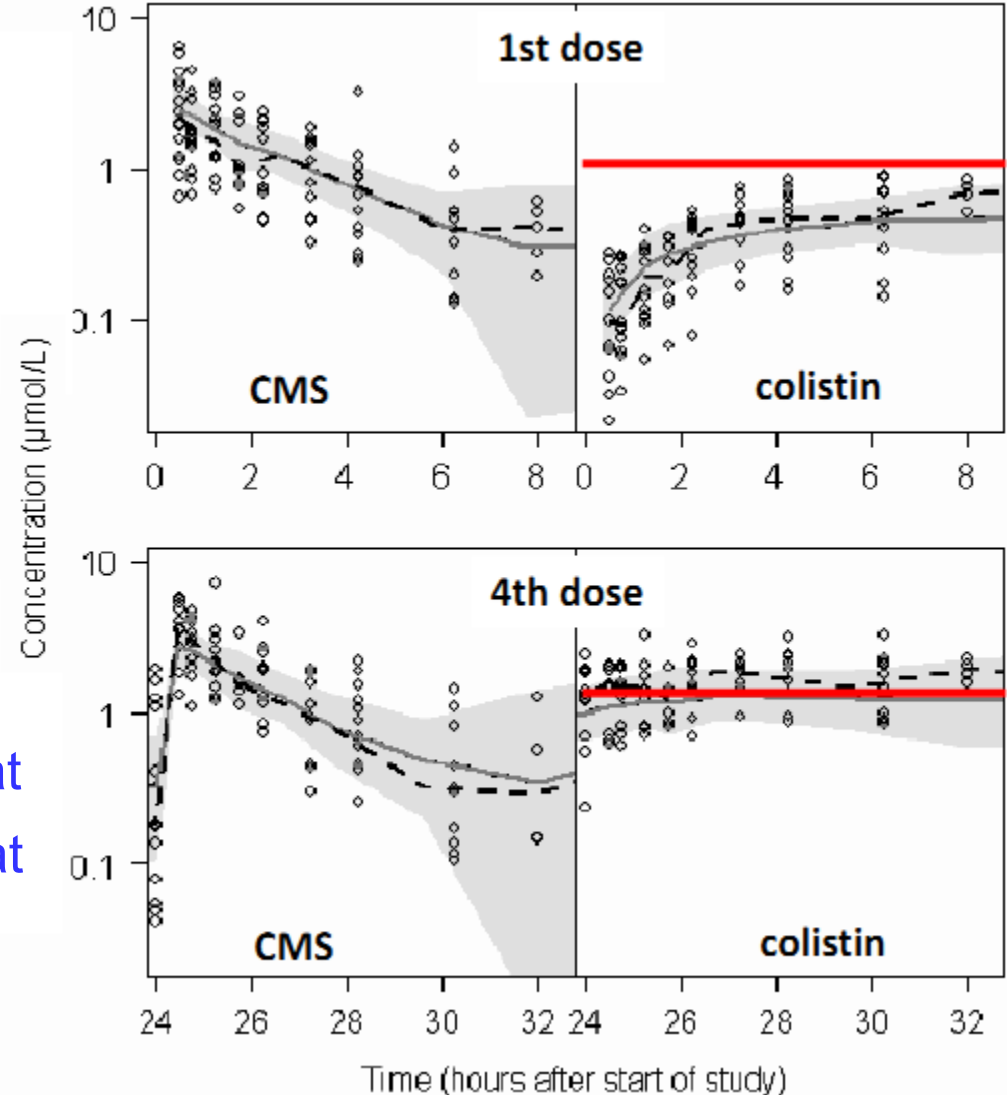 10
1st dose
1
0.1
CMS
colistin
0 2 4 6 8 0 2 4 6 8
Concentration (µmol/L)
10
4th dose
1
at
at
0.1
CMS
colistin
24 26 28 30 32 24 26 28 30 32
Time (hours after start of study)